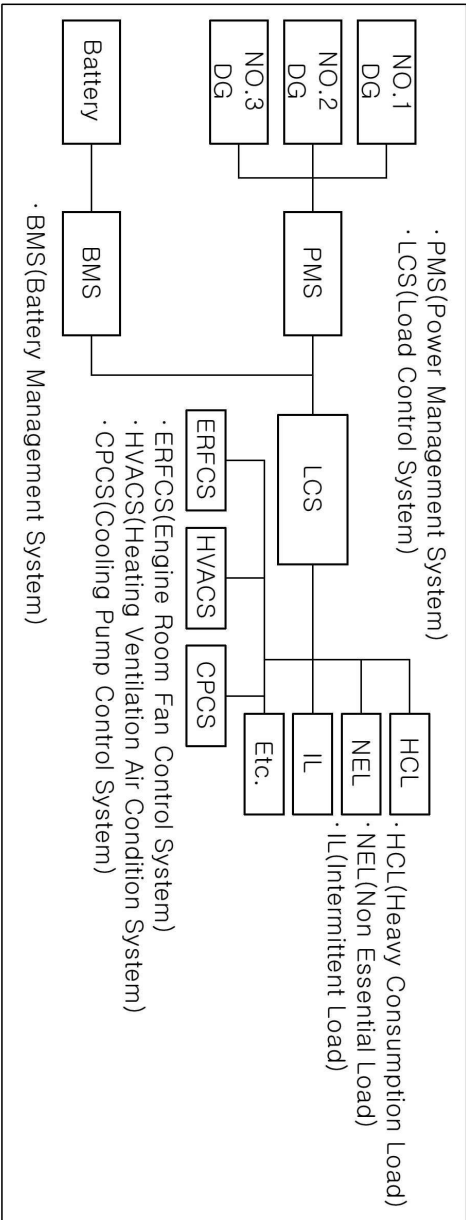 NO.1
DG
NO.2
DG
NO.3
DG
Battery
PMS
BMS
· PMS(Power Management System)
· LCS(Load Control System)
LCS
ERFCS
HVACS
CPCS
HCL
NEL
IL
Etc.
· HCL(Heavy Consumption Load)
· NEL(Non Essential Load)
· IL(Intermittent Load)
· ERFCS(Engine Room Fan Control System)
· HVACS(Heating Ventilation Air Condition System)
· CPCS(Cooling Pump Control System)
· BMS(Battery Management System)